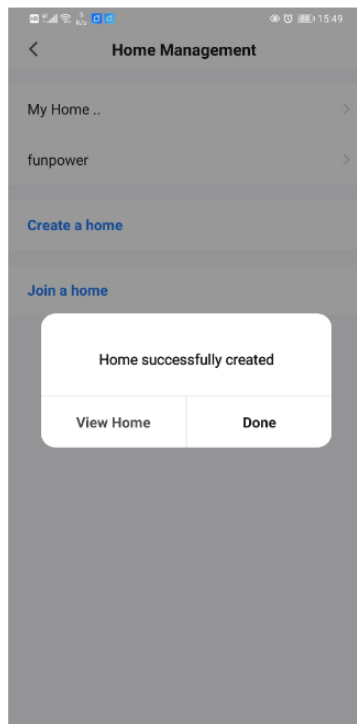 15:49
Home Management
My Home ..
funpower
Create a home
Join a home
Home successfully created
View Home
Done